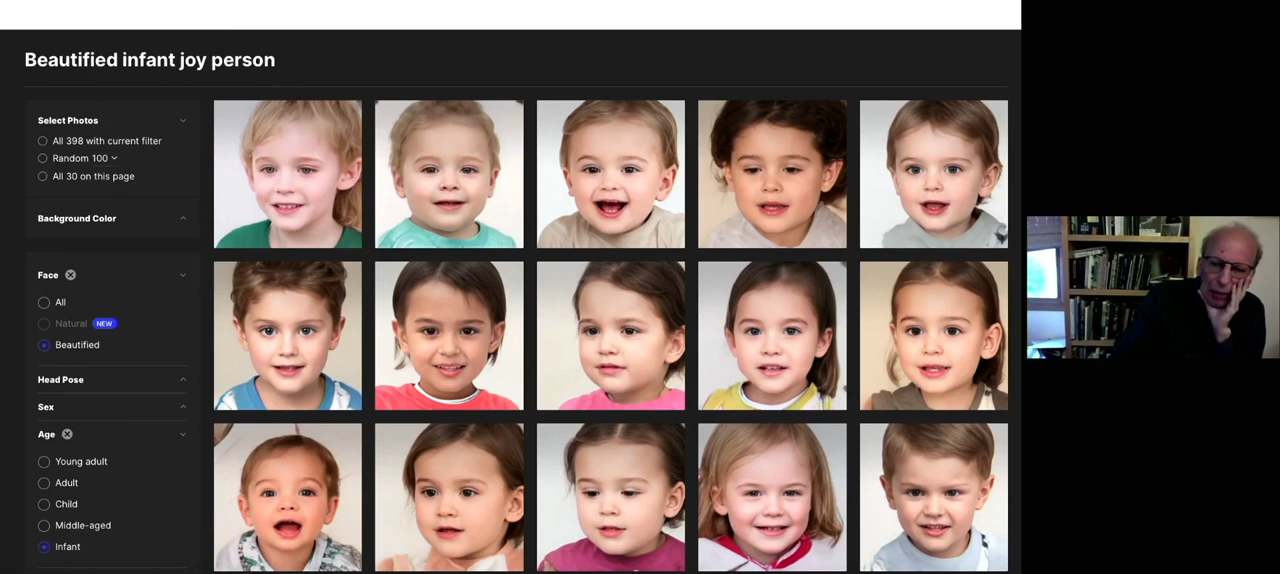 Beautified infant joy person
Select Photos
All 398 with current filter
Random 100
All 30 on this page
Background Color
Face
All
Natural NEW
Beautified
Head Pose
Sex
Age
Young adult
Adult
Child
Middle-aged
Infant